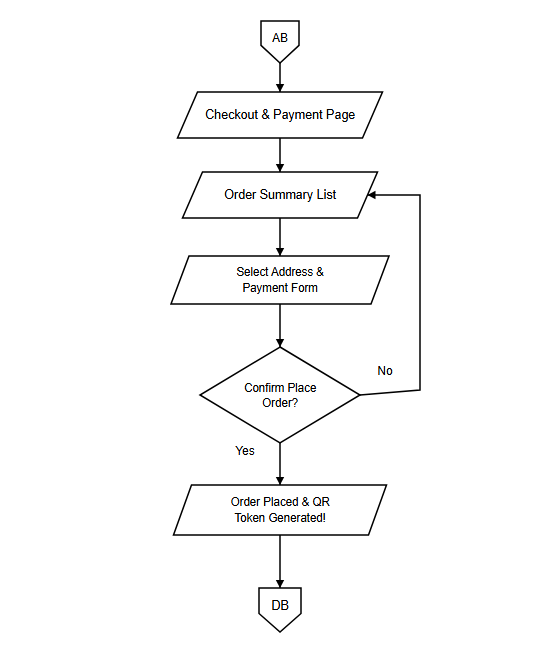 AB
Checkout & Payment Page
Order Summary List
Select Address &
Payment Form
Confirm Place
Order?
No
Yes
Order Placed & QR
Token Generated!
DB